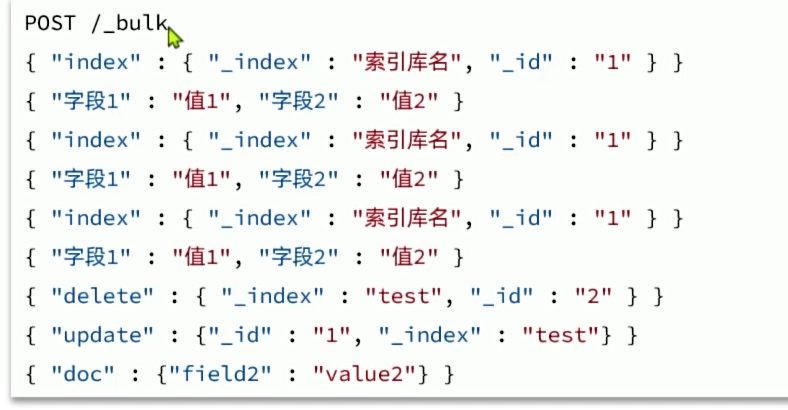 POST /_bulk
{ "index" : { "_index" : "索引库名", "_id" : "1" } }
{ "字段1" : "值1", "字段2" : "值2" }
{ "index" : { "_index" : "索引库名", "_id" : "1" } }
{ "字段1" : "值1", "字段2" : "值2" }
{ "index" : { "_index" : "索引库名", "_id" : "1" } }
{ "字段1" : "值1", "字段2" : "值2" }
{ "delete" : { "_index" : "test", "_id" : "2" } }
{ "update" : {"_id" : "1", "_index" : "test"} }
{ "doc" : {"field2" : "value2"} }